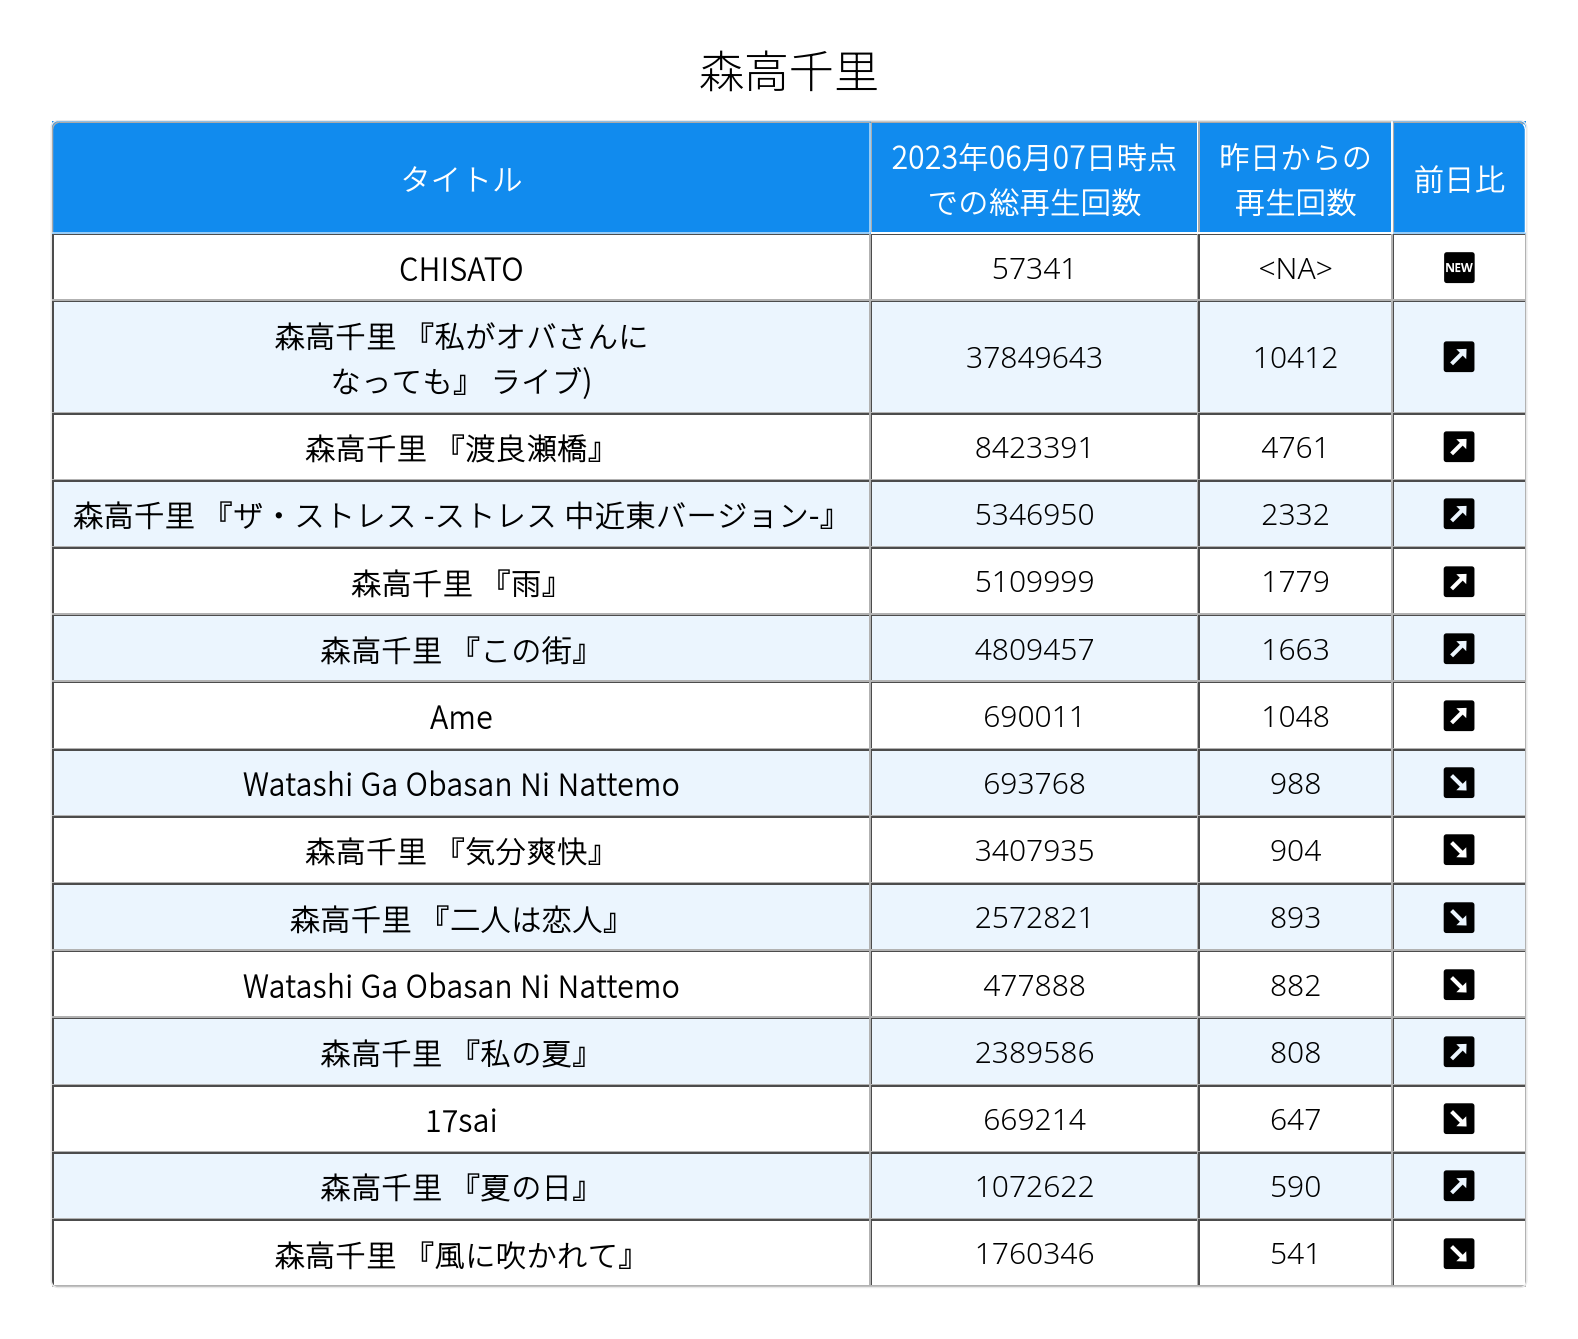 森高千里
タイトル
2023年06月07日時点
での総再生回数
昨日からの
再生回数
前日比
CHISATO 57341 <NA> NEW
森高千里 『私がオバさんに
なっても』 ライブ) 37849643 10412
森高千里 『渡良瀬橋』 8423391 4761
森高千里 『ザ・ストレス -ストレス 中近東バージョン-』 5346950 2332
森高千里 『雨』 5109999 1779
森高千里 『この街』 4809457 1663
Ame 690011 1048
Watashi Ga Obasan Ni Nattemo 693768 988
森高千里 『気分爽快』 3407935 904
森高千里 『二人は恋人』 2572821 893
Watashi Ga Obasan Ni Nattemo 477888 882
森高千里 『私の夏』 2389586 808
17sai 669214 647
森高千里 『夏の日』 1072622 590
森高千里 『風に吹かれて』 1760346 541